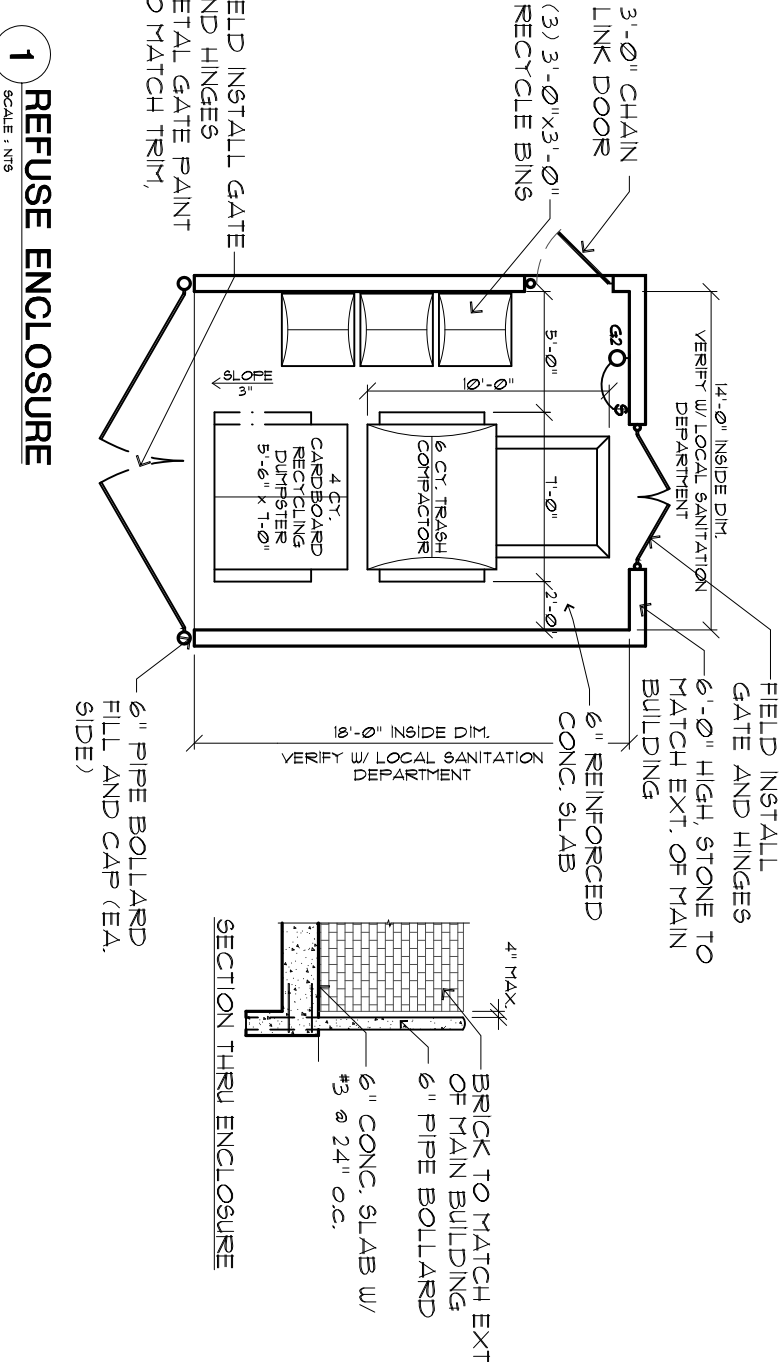 3'-0" CHAIN
LINK DOOR
(3) 3'-0"x3'-0"
RECYCLE BINS
ELD INSTALL GATE
ND HINGES
ETAL GATE PAINT
O MATCH TRIM,
1 REFUSE ENCLOSURE
SCALE : NTS
14'-0" INSIDE DIM.
VERIFY W/ LOCAL SANITATION
DEPARTMENT
G2
S
5'-0"
7'-0"
2'-0"
10'-0"
SLOPE
3"
6 CY. TRASH
COMPACTOR
4 CY.
CARDBOARD
RECYCLING
DUMPSTER
5'-6" x 7'-0"
18'-0" INSIDE DIM.
VERIFY W/ LOCAL SANITATION
DEPARTMENT
FIELD INSTALL
GATE AND HINGES
6'-0" HIGH, STONE TO
MATCH EXT. OF MAIN
BUILDING
6" REINFORCED
CONC. SLAB
6" PIPE BOLLARD
FILL AND CAP (EA.
SIDE)
4" MAX.
BRICK TO MATCH EXT
OF MAIN BUILDING
6" PIPE BOLLARD
6" CONC. SLAB W/
#3 @ 24" O.C.
SECTION THRU ENCLOSURE